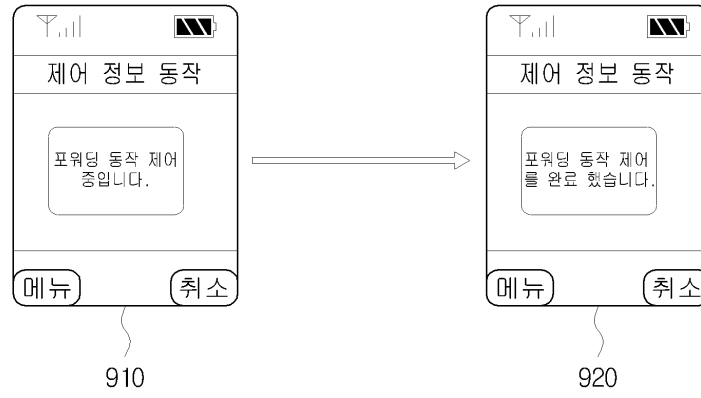 제어 정보 동작
포워딩 동작 제어
중입니다.
메뉴
취소
910
제어 정보 동작
포워딩 동작 제어
를 완료 했습니다.
메뉴
취소
920